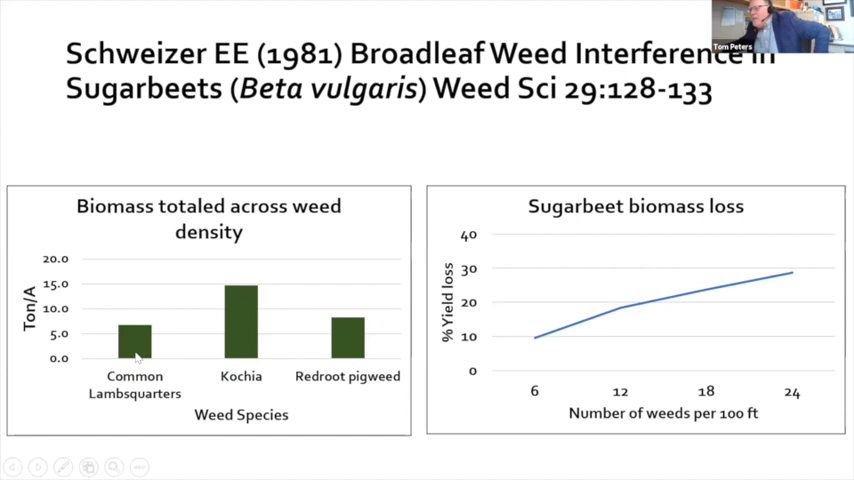 Tom Peters
Schweizer EE (1981) Broadleaf Weed Interference in
Sugarbeets (Beta vulgaris) Weed Sci 29:128-133
Biomass totaled across weed
density
20.0
15.0
10.0
5.0
0.0
Ton/A
Common
Lambsquarters
Kochia
Redroot pigweed
Weed Species
Sugarbeet biomass loss
40
30
20
10
0
% Yield loss
6
12
18
24
Number of weeds per 100 ft